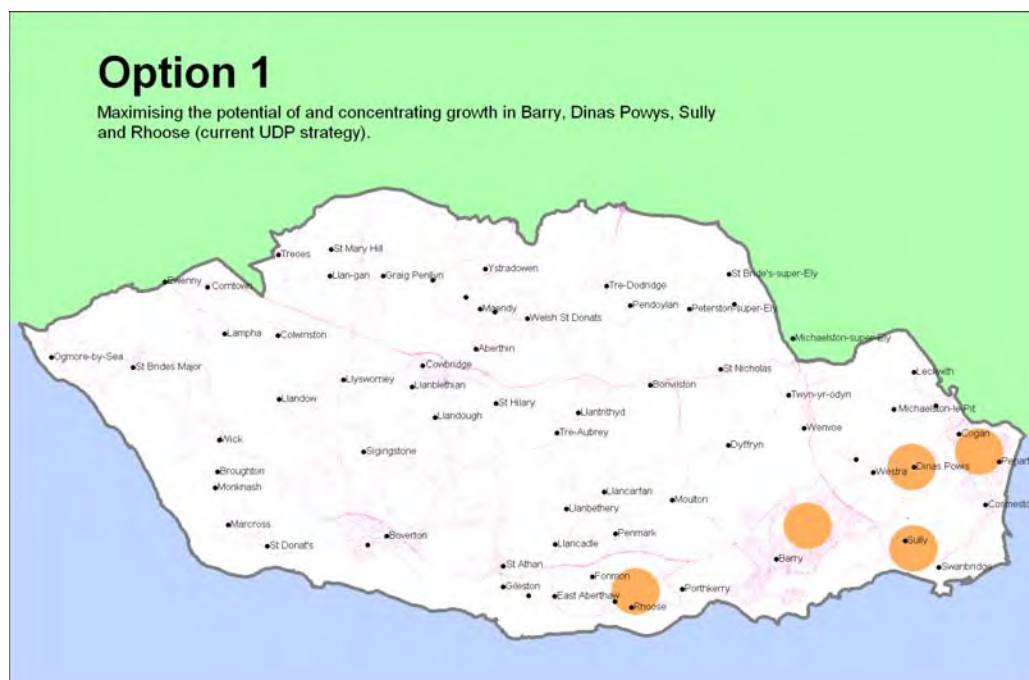 Option 1
Maximising the potential of and concentrating growth in Barry, Dinas Powys, Sully
and Rhoose (current UDP strategy).
St Mary Hill
Treoes
Llan-gan
Graig Penllyn
Ystradowen
St Bride's-super-Ely
Ewenny
Corntown
Tre-Dodridge
Maendy
Welsh St Donats
Pendoylan
Peterston-super-Ely
Lampha
Colwinston
Michaelston-super-Ely
Aberthin
Ogmore-by-Sea
St Brides Major
Cowbridge
St Nicholas
Leckwith
Llysworney
Llanblethian
Bonvilston
Twyn-yr-odyn
Llandow
St Hilary
Llandough
Llantrithyd
Michaelston-le-Pit
Wick
Tre-Aubrey
Wenvoe
Cogan
Sigingstone
Dyffryn
Broughton
Westra
Dinas Powis
Monknash
Llancarfan
Moulton
Llanbethery
Marcross
Boverton
Penmark
St Donat's
Llancadle
Sully
Barry
St Athan
Swanbridge
Fonmon
Gileston
East Aberthaw
Porthkerry
Rhoose